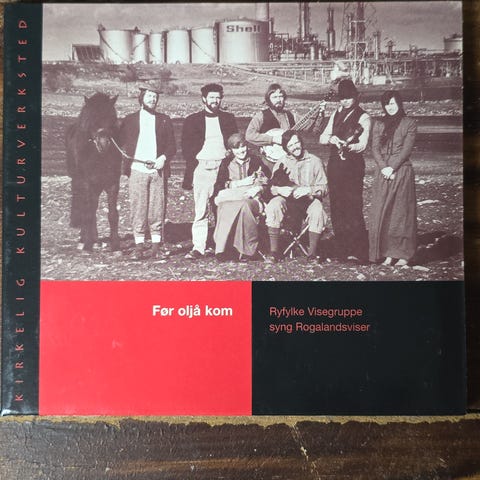 KIRKELIG KULTURVERKSTED
Shell
Før oljå kom
Ryfylke Visegruppe
syng Rogalandsviser